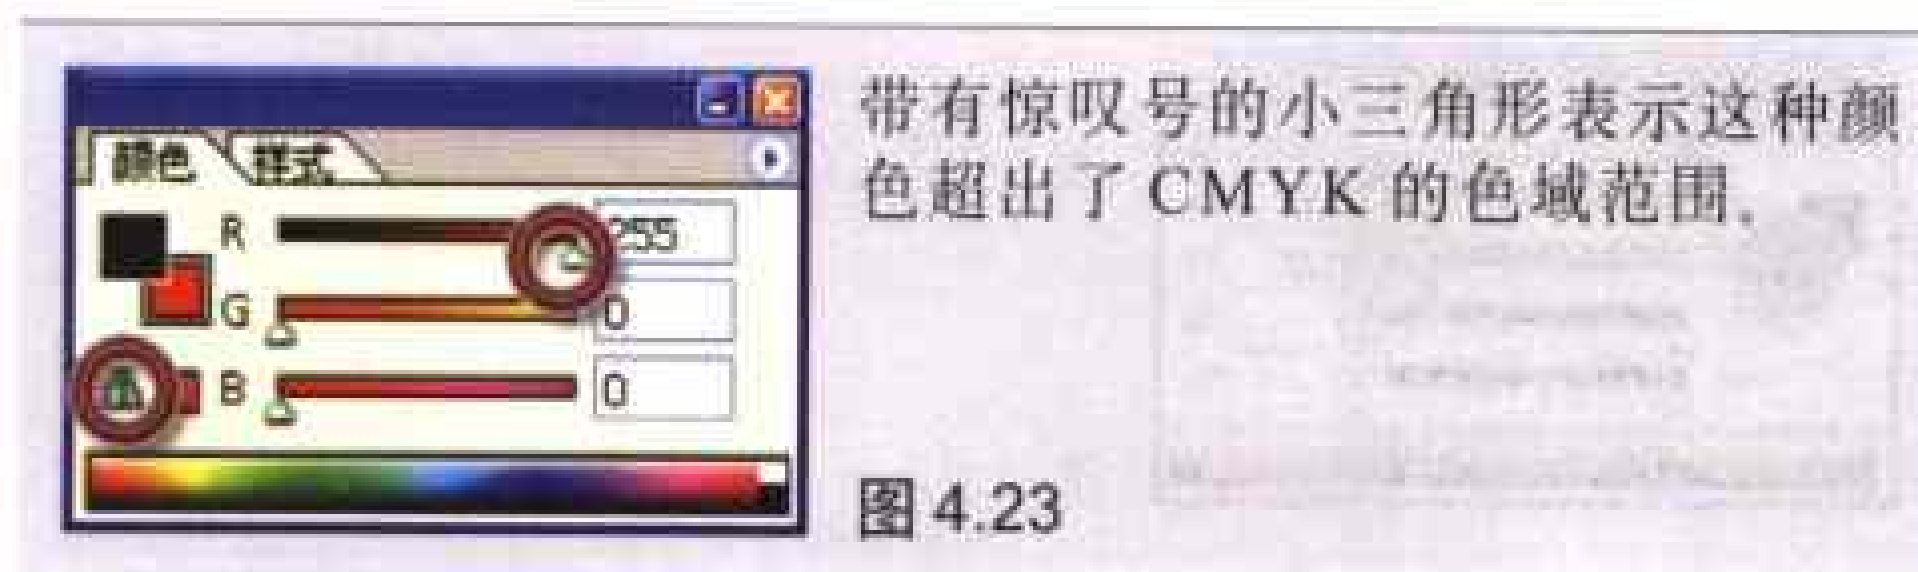 颜色 样式
R 255
G 0
B 0
带有惊叹号的小三角形表示这种颜
色超出了CMYK的色域范围。
图 4.23